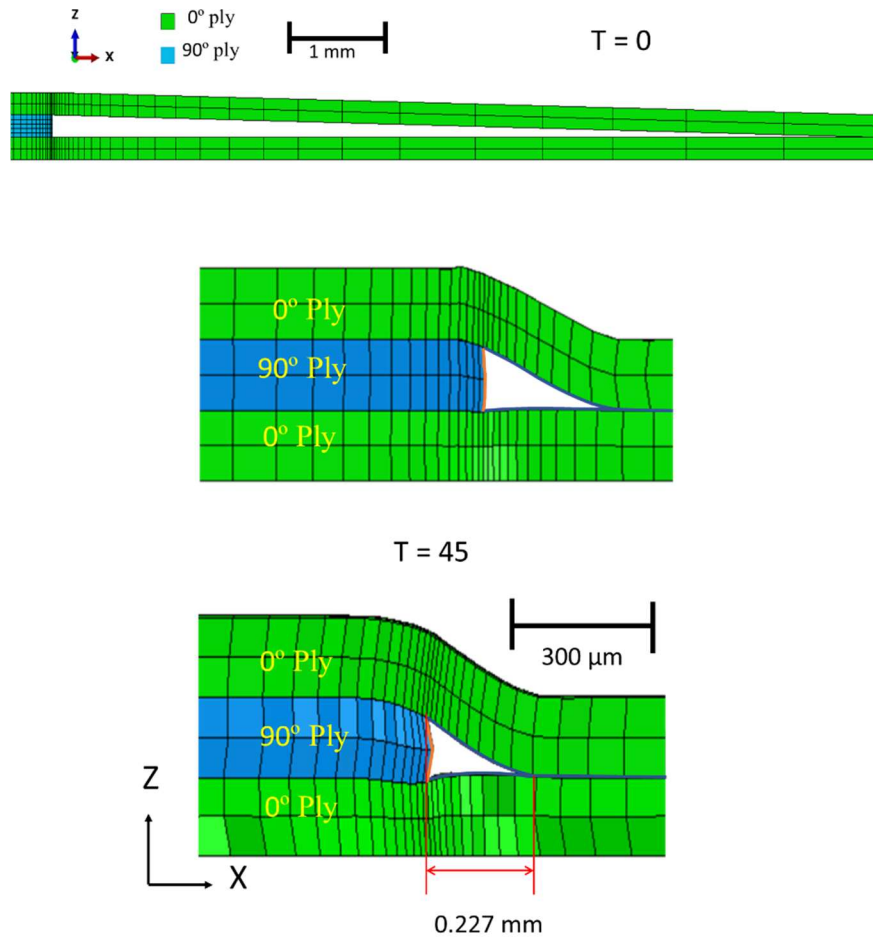 0º Ply
z
x
90º Ply
1 mm
T = 0
0º Ply
90º Ply
0º Ply
T = 45
300 µm
0º Ply
90º Ply
0º Ply
Z
X
0.227 mm